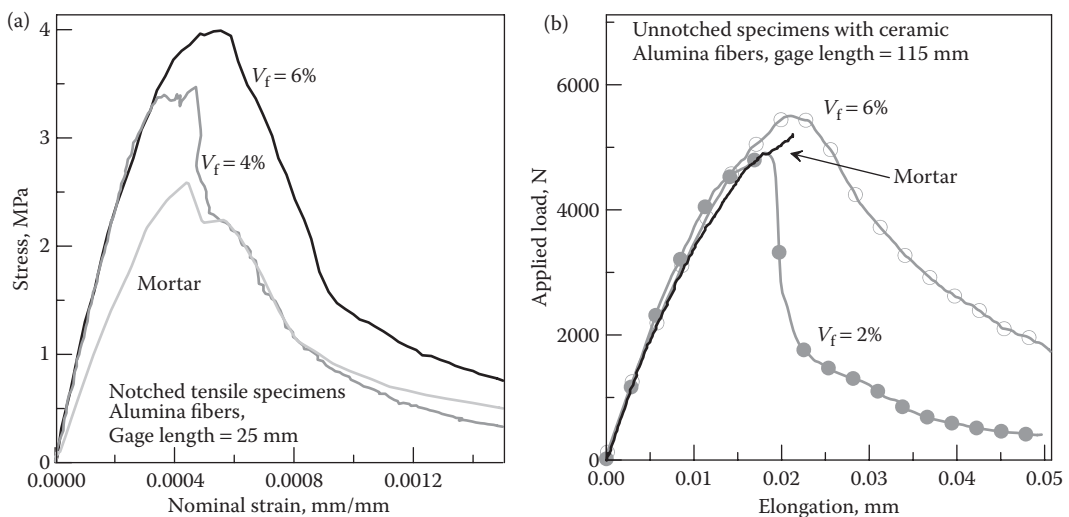 (a)
4
3
2
1
0
Stress, MPa
V_f = 6%
V_f = 4%
Mortar
Notched tensile specimens
Alumina fibers,
Gage length = 25 mm
0.0000 0.0004 0.0008 0.0012
Nominal strain, mm/mm
(b)
Unnotched specimens with ceramic
Alumina fibers, gage length = 115 mm
6000
4000
2000
0
Applied load, N
V_f = 6%
Mortar
V_f = 2%
0.00 0.01 0.02 0.03 0.04 0.05
Elongation, mm